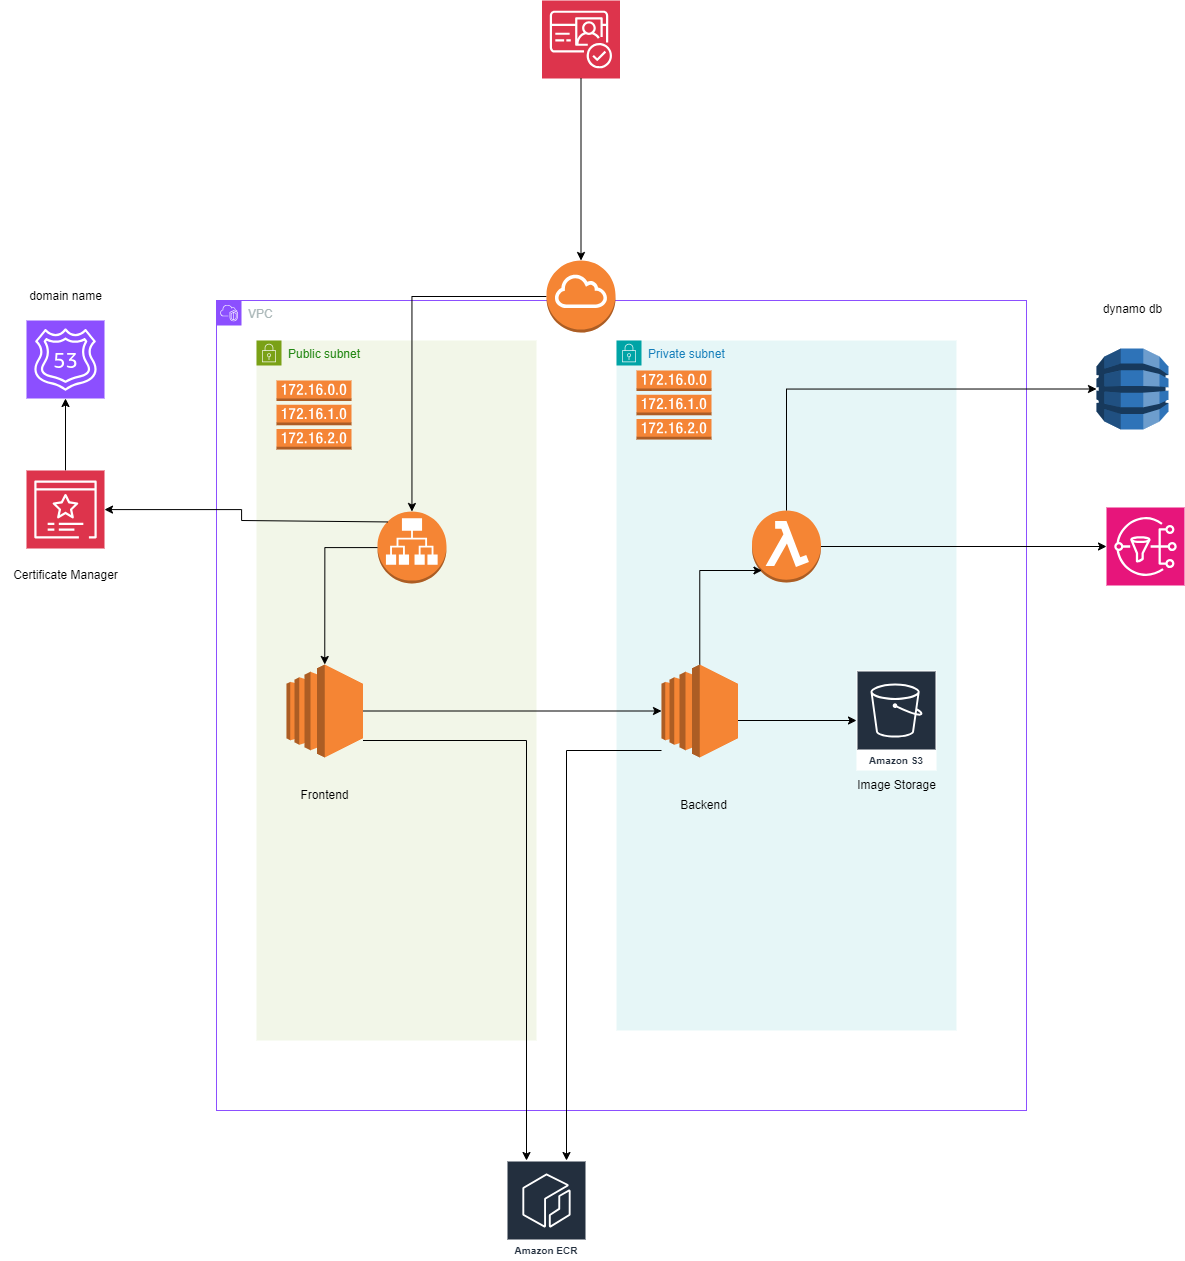 domain name
53
Certificate Manager
VPC
Public subnet
172.16.0.0
172.16.1.0
172.16.2.0
Frontend
Private subnet
172.16.0.0
172.16.1.0
172.16.2.0
λ
Backend
Amazon S3
Image Storage
dynamo db
Amazon ECR